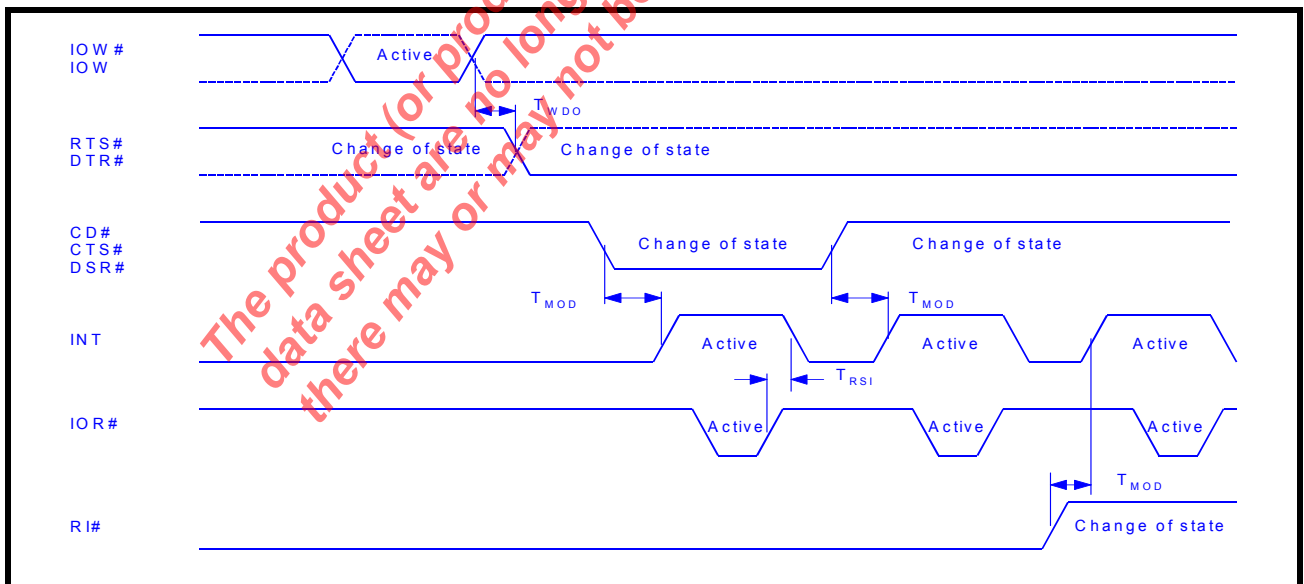 IOW#
IOW
Active
TWDO
RTS#
DTR#
Change of state
Change of state
CD#
CTS#
DSR#
Change of state
Change of state
TMOD
TMOD
INT
Active
Active
Active
TRSI
IOR#
Active
Active
Active
TMOD
RI#
Change of state
The product (or produ
data sheet are no long
there may or may not be